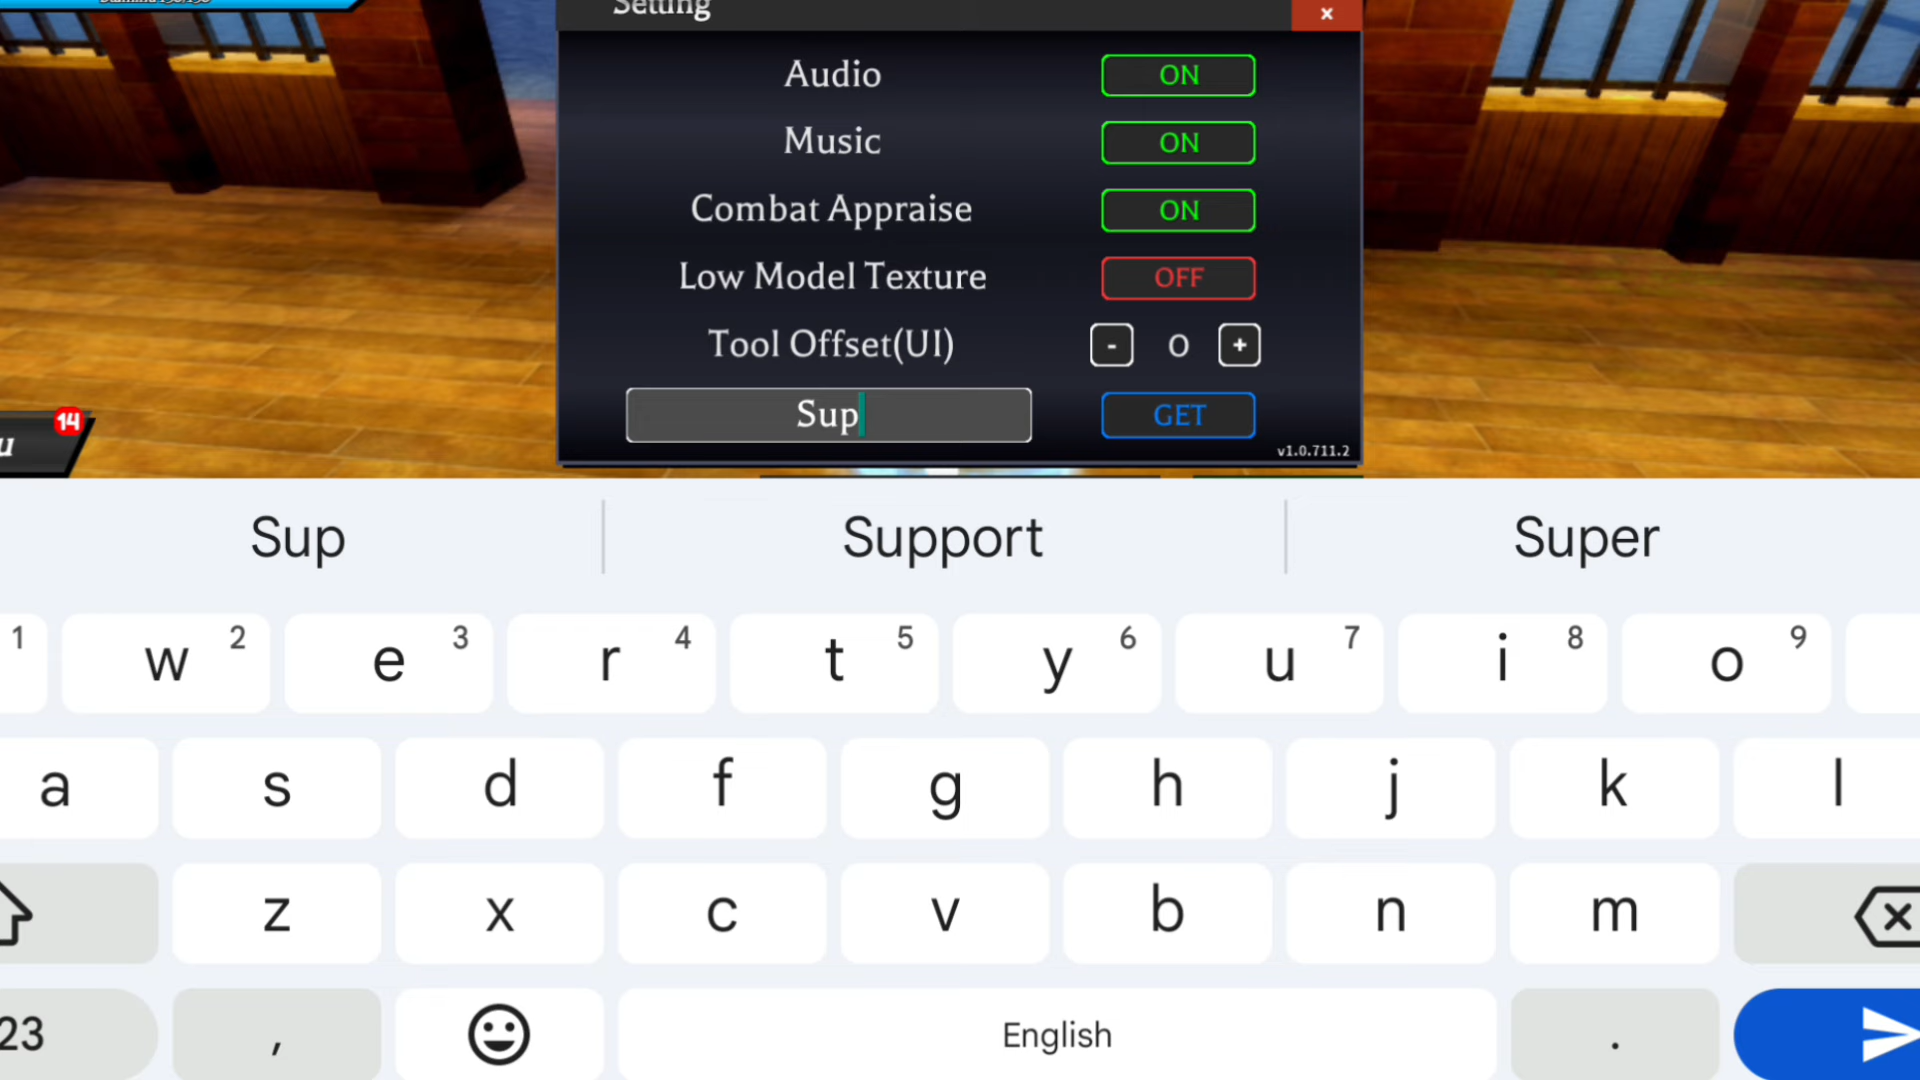 Setting
x
Audio ON
Music ON
Combat Appraise ON
Low Model Texture OFF
Tool Offset(UI) - 0 +
Sup GET
v1.0.711.2
14
u
Sup Support Super
1 w 2 e 3 r 4 t 5 y 6 u 7 i 8 o 9
a s d f g h j k l
z x c v b n m
23 , English .